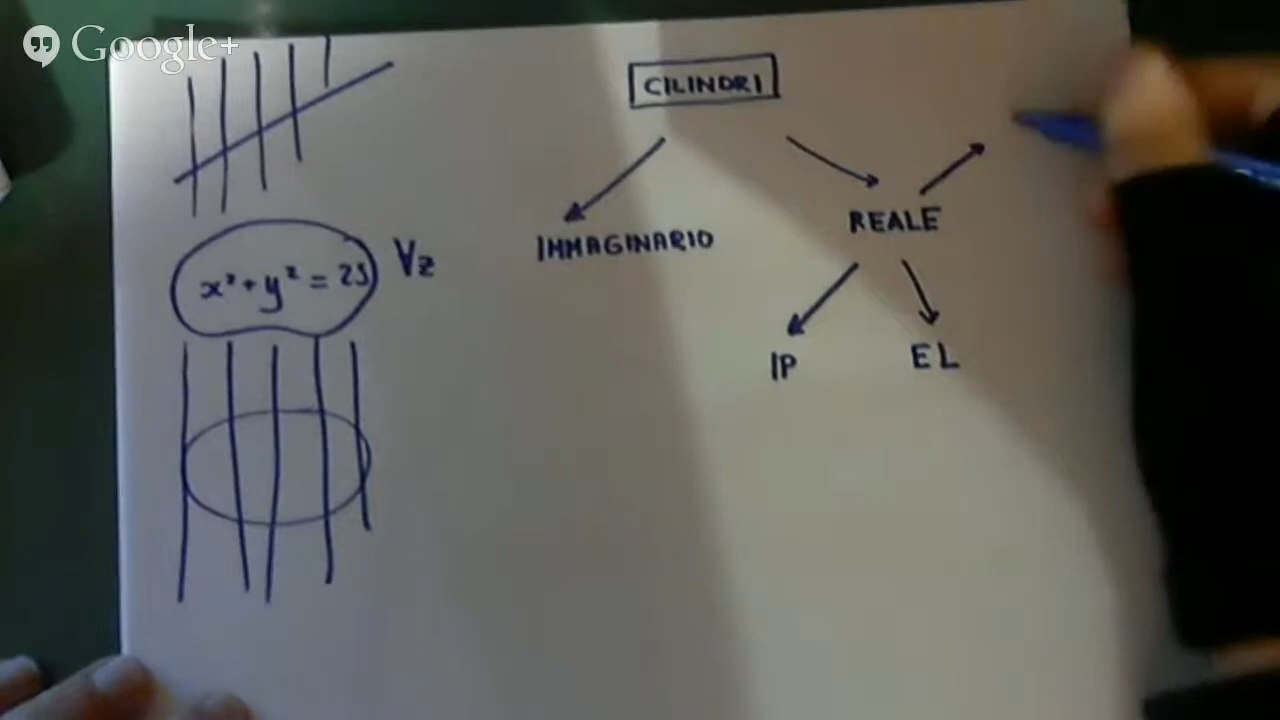 Google+
CILINDRI
IMMAGINARIO
REALE
x² + y² = 25 ∀z
IP
EL